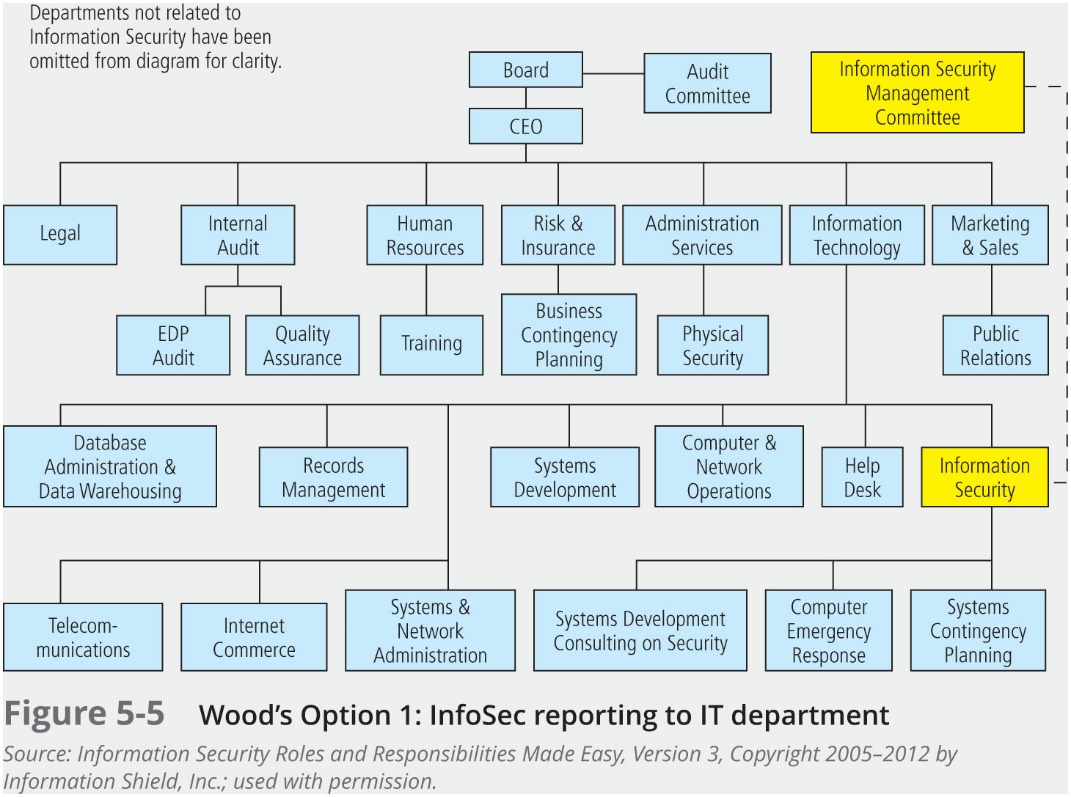 Departments not related to
Information Security have been
omitted from diagram for clarity.
Board
Audit
Committee
Information Security
Management
Committee
CEO
Legal
Internal
Audit
Human
Resources
Risk &
Insurance
Administration
Services
Information
Technology
Marketing
& Sales
EDP
Audit
Quality
Assurance
Training
Business
Contingency
Planning
Physical
Security
Public
Relations
Database
Administration &
Data Warehousing
Records
Management
Systems
Development
Computer &
Network
Operations
Help
Desk
Information
Security
Telecom-
munications
Internet
Commerce
Systems &
Network
Administration
Systems Development
Consulting on Security
Computer
Emergency
Response
Systems
Contingency
Planning
Figure 5-5 Wood's Option 1: InfoSec reporting to IT department
Source: Information Security Roles and Responsibilities Made Easy, Version 3, Copyright 2005–2012 by
Information Shield, Inc.; used with permission.